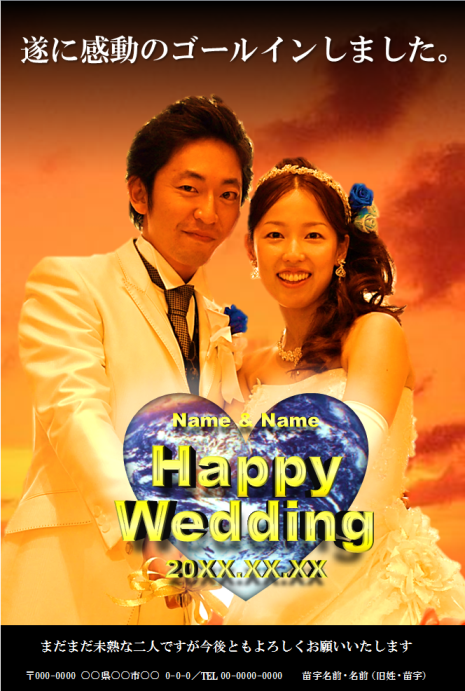 遂に感動のゴールインしました。
Name & Name
Happy
Wedding
20XX.XX.XX
まだまだ未熟な二人ですが今後ともよろしくお願いいたします
〒000-0000 〇〇県〇〇市〇〇 0-0-0／TEL 00-0000-0000　苗字名前・名前（旧姓・苗字）